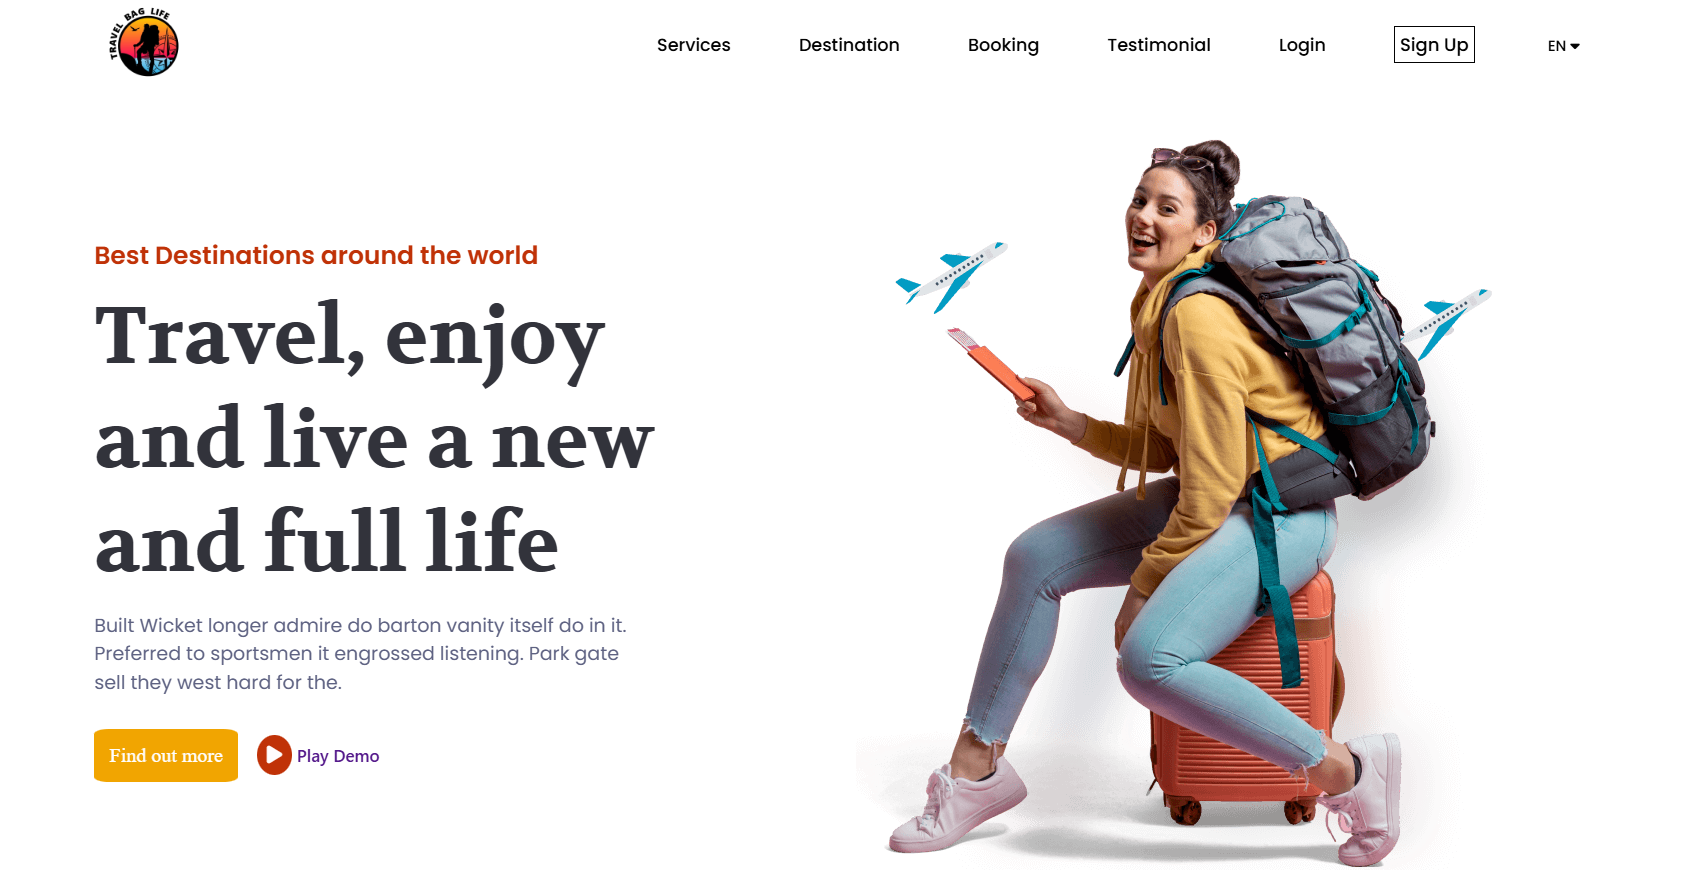 TRAVEL BAG LIFE
Services Destination Booking Testimonial Login Sign Up EN
Best Destinations around the world
Travel, enjoy
and live a new
and full life
Built Wicket longer admire do barton vanity itself do in it.
Preferred to sportsmen it engrossed listening. Park gate
sell they west hard for the.
Find out more Play Demo